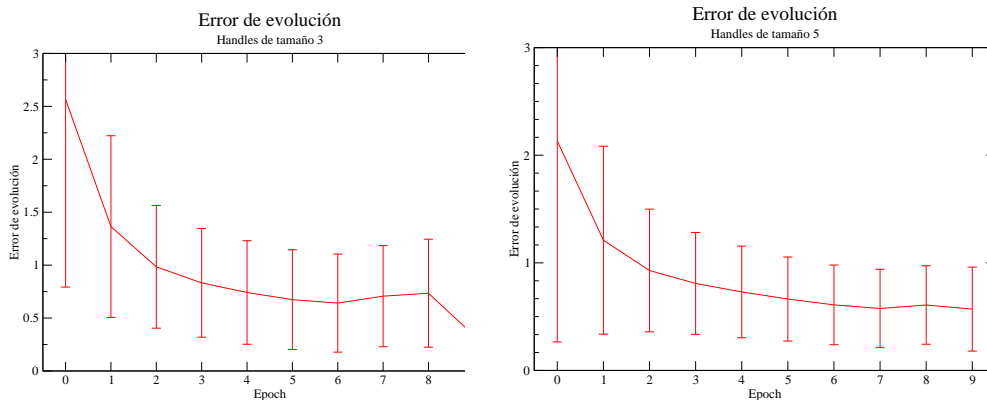 Error de evolución
Handles de tamaño 3
3
2.5
2
1.5
1
0.5
0
Error de evolución
0 1 2 3 4 5 6 7 8
Epoch
Error de evolución
Handles de tamaño 5
3
2
1
0
Error de evolución
0 1 2 3 4 5 6 7 8 9
Epoch